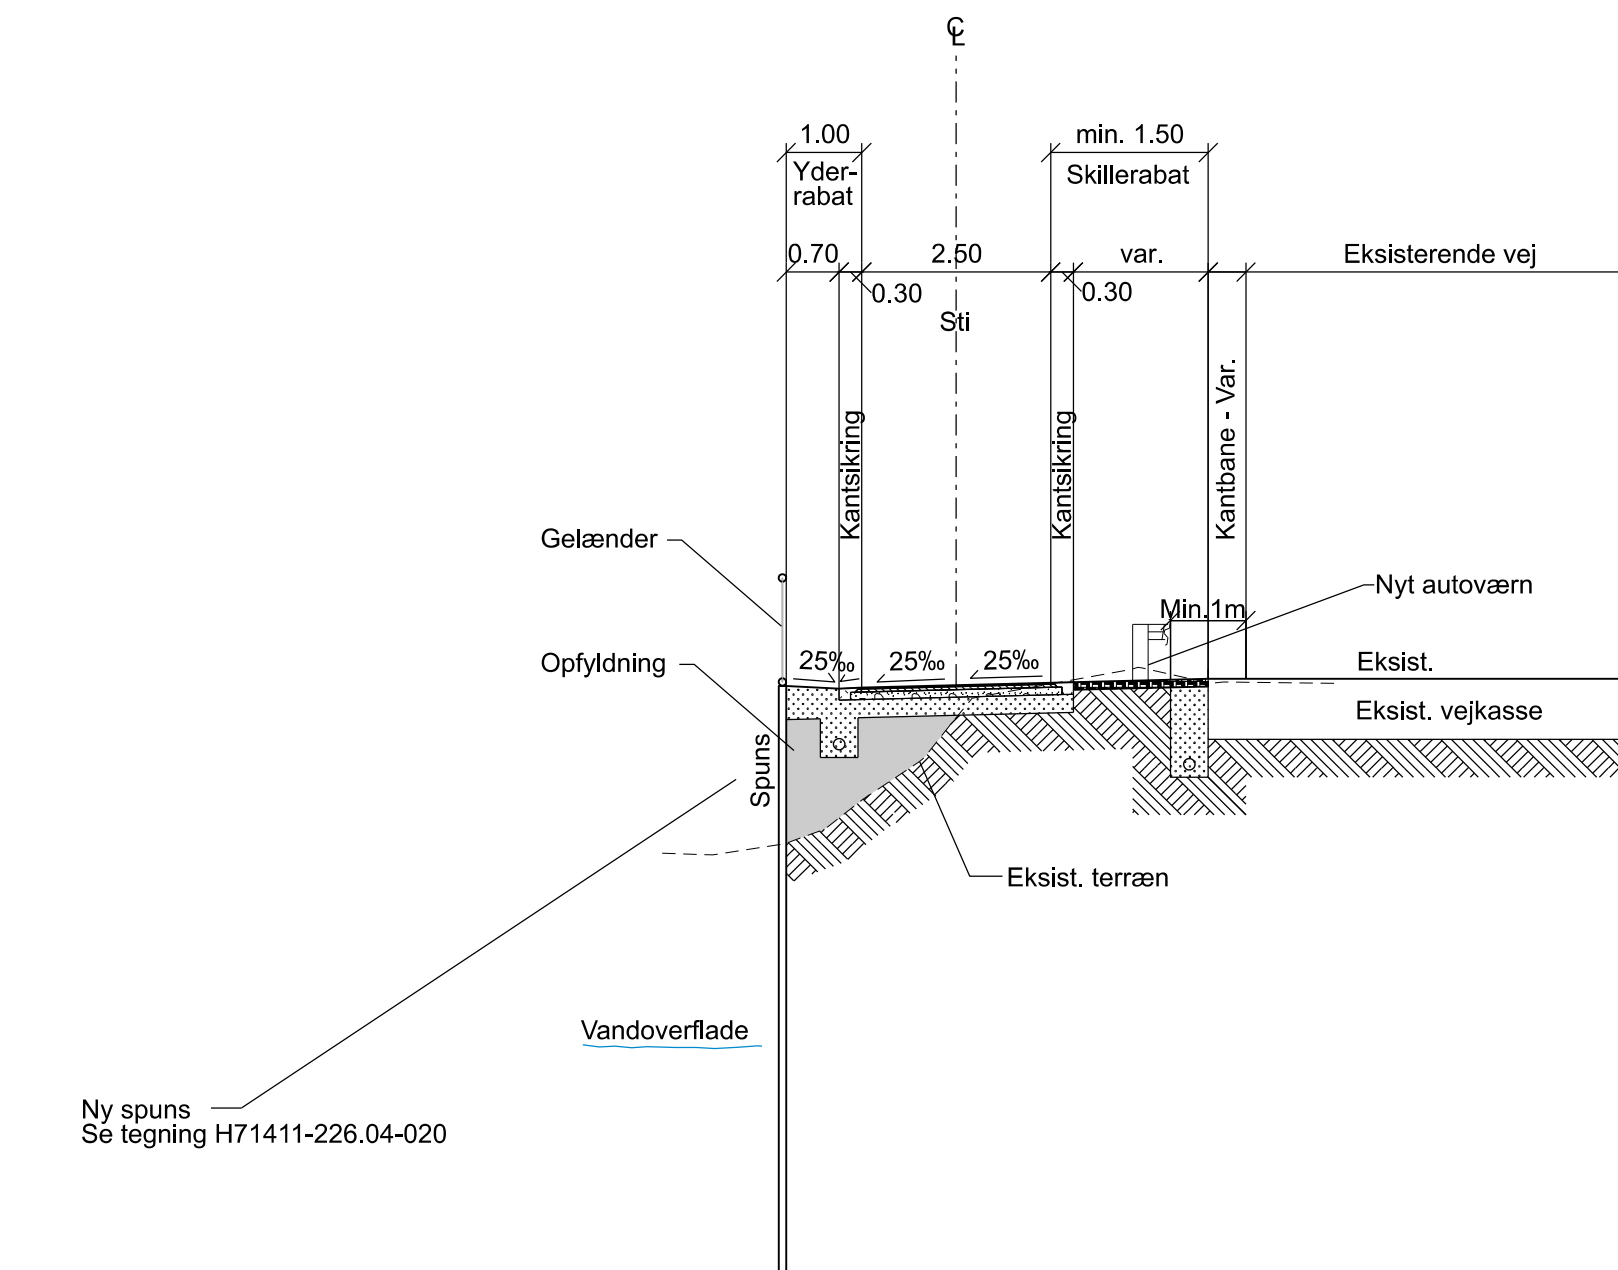 ℄
1.00
min. 1.50
Yder-
rabat
Skillerabat
0.70
2.50
var.
Eksisterende vej
0.30
0.30
Sti
Kantsikring
Kantsikring
Kantbane - Var.
Gelænder
Nyt autoværn
Min.1m
Opfyldning
25‰
25‰
25‰
Eksist.
Eksist. vejkasse
Spuns
Eksist. terræn
Vandoverflade
Ny spuns
Se tegning H71411-226.04-020